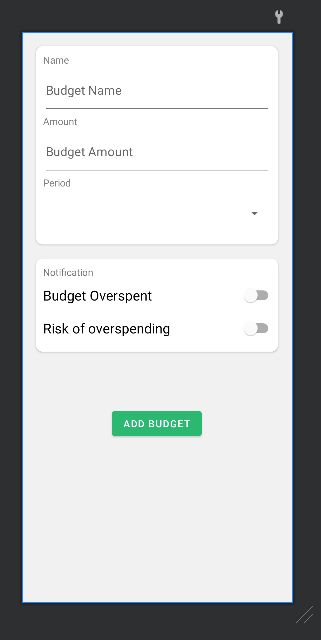 Name
Budget Name
Amount
Budget Amount
Period
Notification
Budget Overspent
Risk of overspending
ADD BUDGET